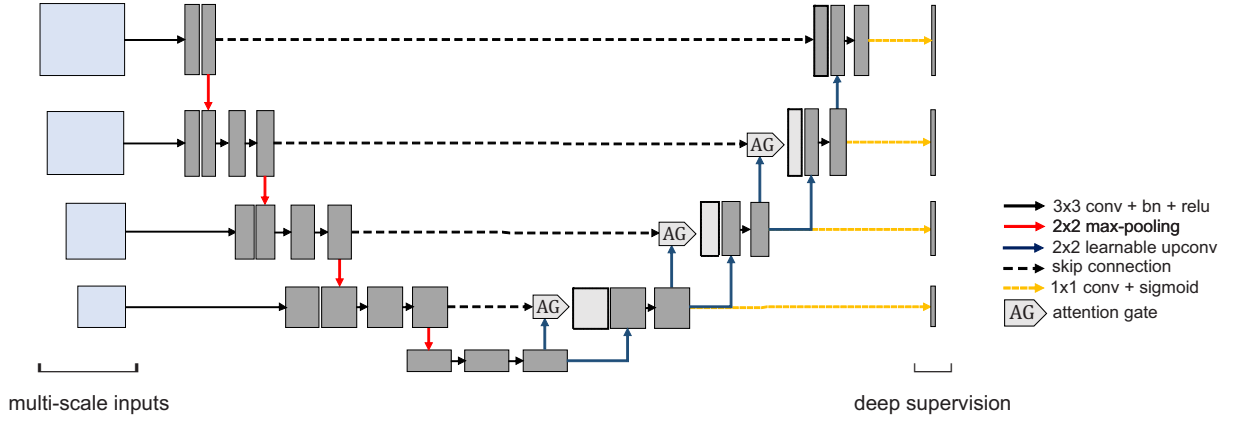 AG
AG
AG
3x3 conv + bn + relu
2x2 max-pooling
2x2 learnable upconv
skip connection
1x1 conv + sigmoid
AG attention gate
multi-scale inputs
deep supervision